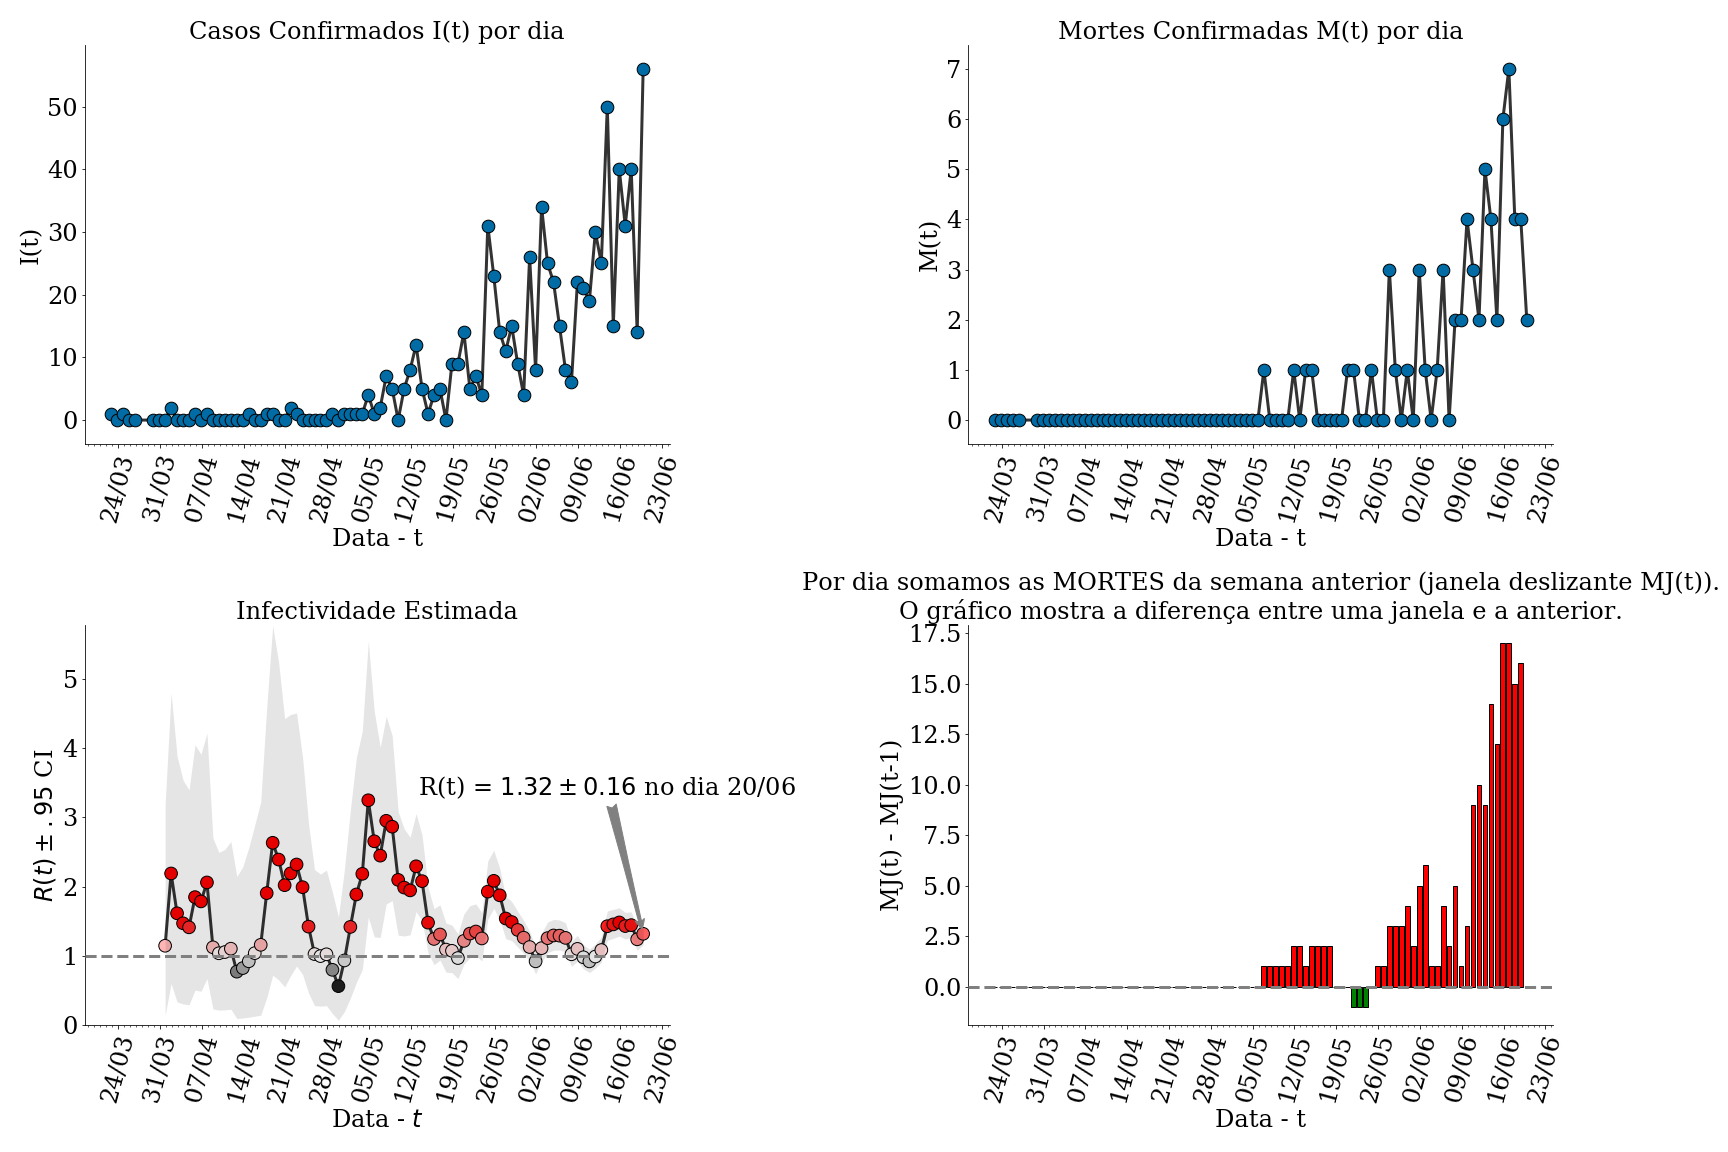 Casos Confirmados I(t) por dia
I(t)
50
40
30
20
10
0
24/03 31/03 07/04 14/04 21/04 28/04 05/05 12/05 19/05 26/05 02/06 09/06 16/06 23/06
Data - t
Mortes Confirmadas M(t) por dia
M(t)
7
6
5
4
3
2
1
0
24/03 31/03 07/04 14/04 21/04 28/04 05/05 12/05 19/05 26/05 02/06 09/06 16/06 23/06
Data - t
Infectividade Estimada
R(t) ± .95 CI
5
4
3
2
1
0
R(t) = 1.32 ± 0.16 no dia 20/06
24/03 31/03 07/04 14/04 21/04 28/04 05/05 12/05 19/05 26/05 02/06 09/06 16/06 23/06
Data - t
Por dia somamos as MORTES da semana anterior (janela deslizante MJ(t)).
O gráfico mostra a diferença entre uma janela e a anterior.
MJ(t) - MJ(t-1)
17.5
15.0
12.5
10.0
7.5
5.0
2.5
0.0
24/03 31/03 07/04 14/04 21/04 28/04 05/05 12/05 19/05 26/05 02/06 09/06 16/06 23/06
Data - t